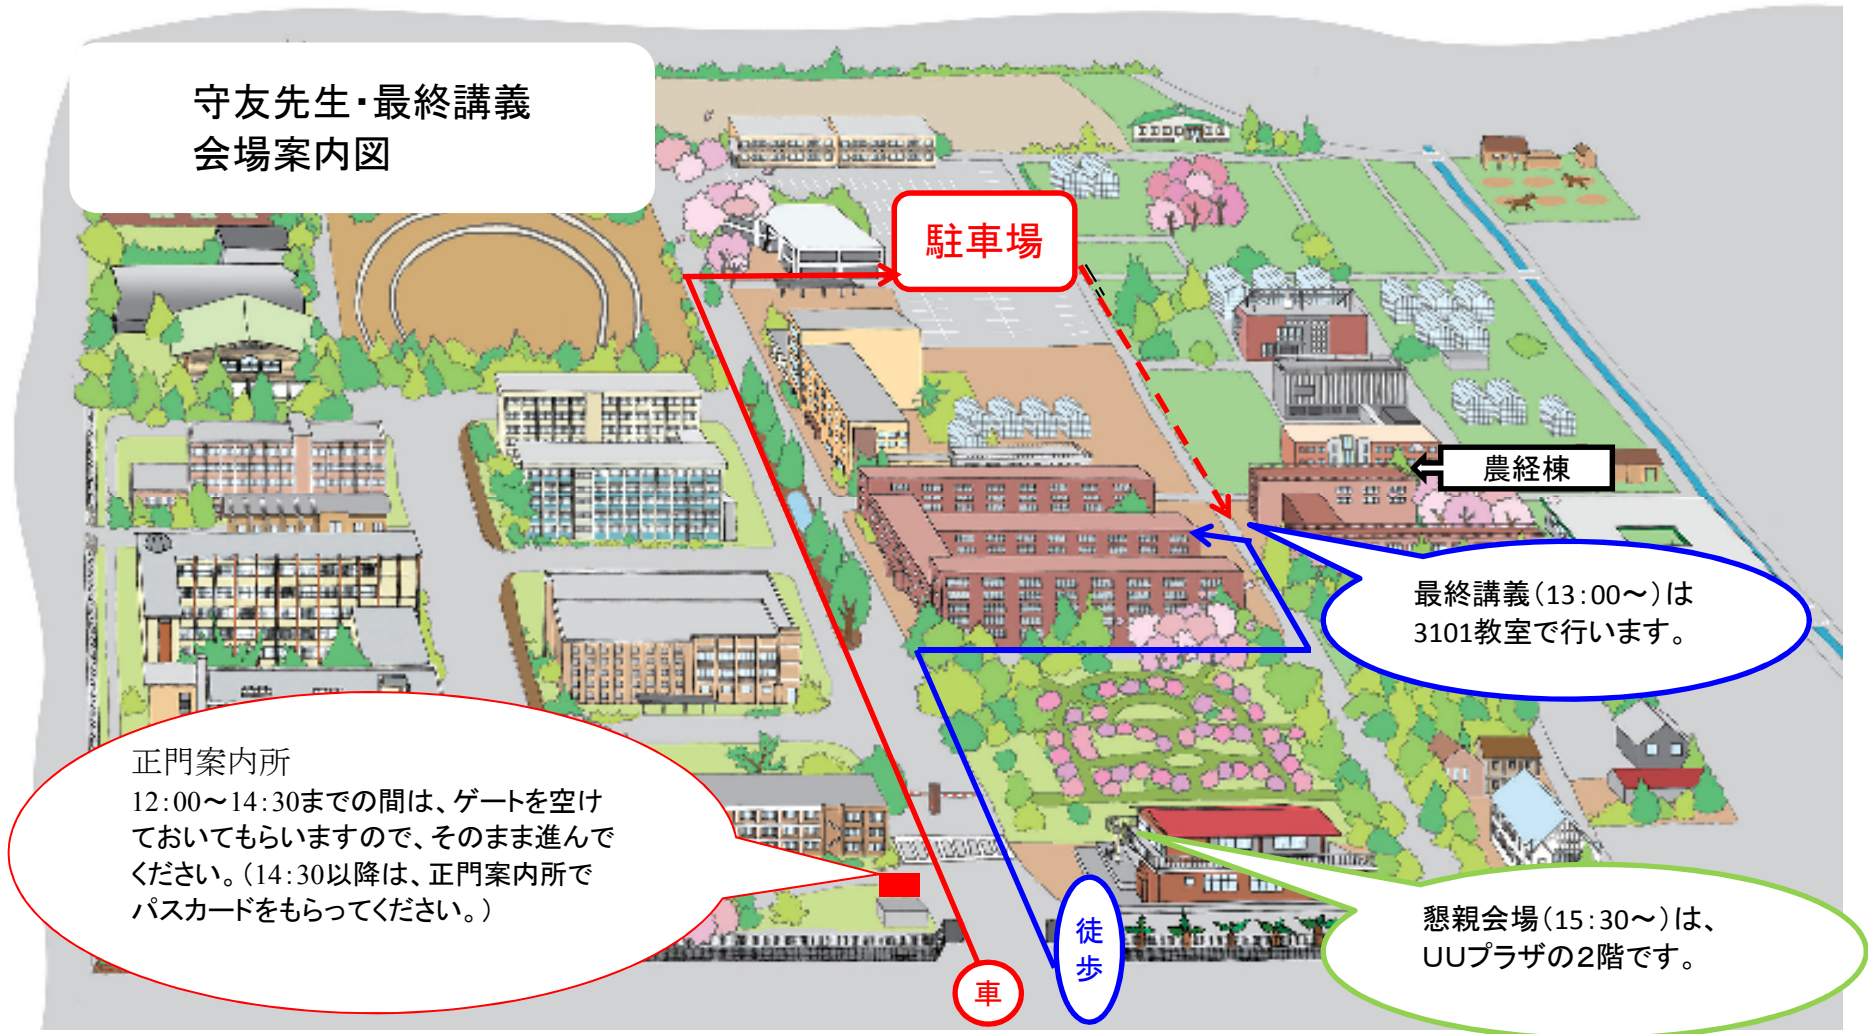 守友先生・最終講義
会場案内図
駐車場
農経棟
最終講義（13:00～）は
3101教室で行います。
正門案内所
12:00～14:30までの間は、ゲートを空け
ておいてもらいますので、そのまま進んで
ください。（14:30以降は、正門案内所で
パスカードをもらってください。）
懇親会場（15:30～）は、
UUプラザの２階です。
徒
歩
車